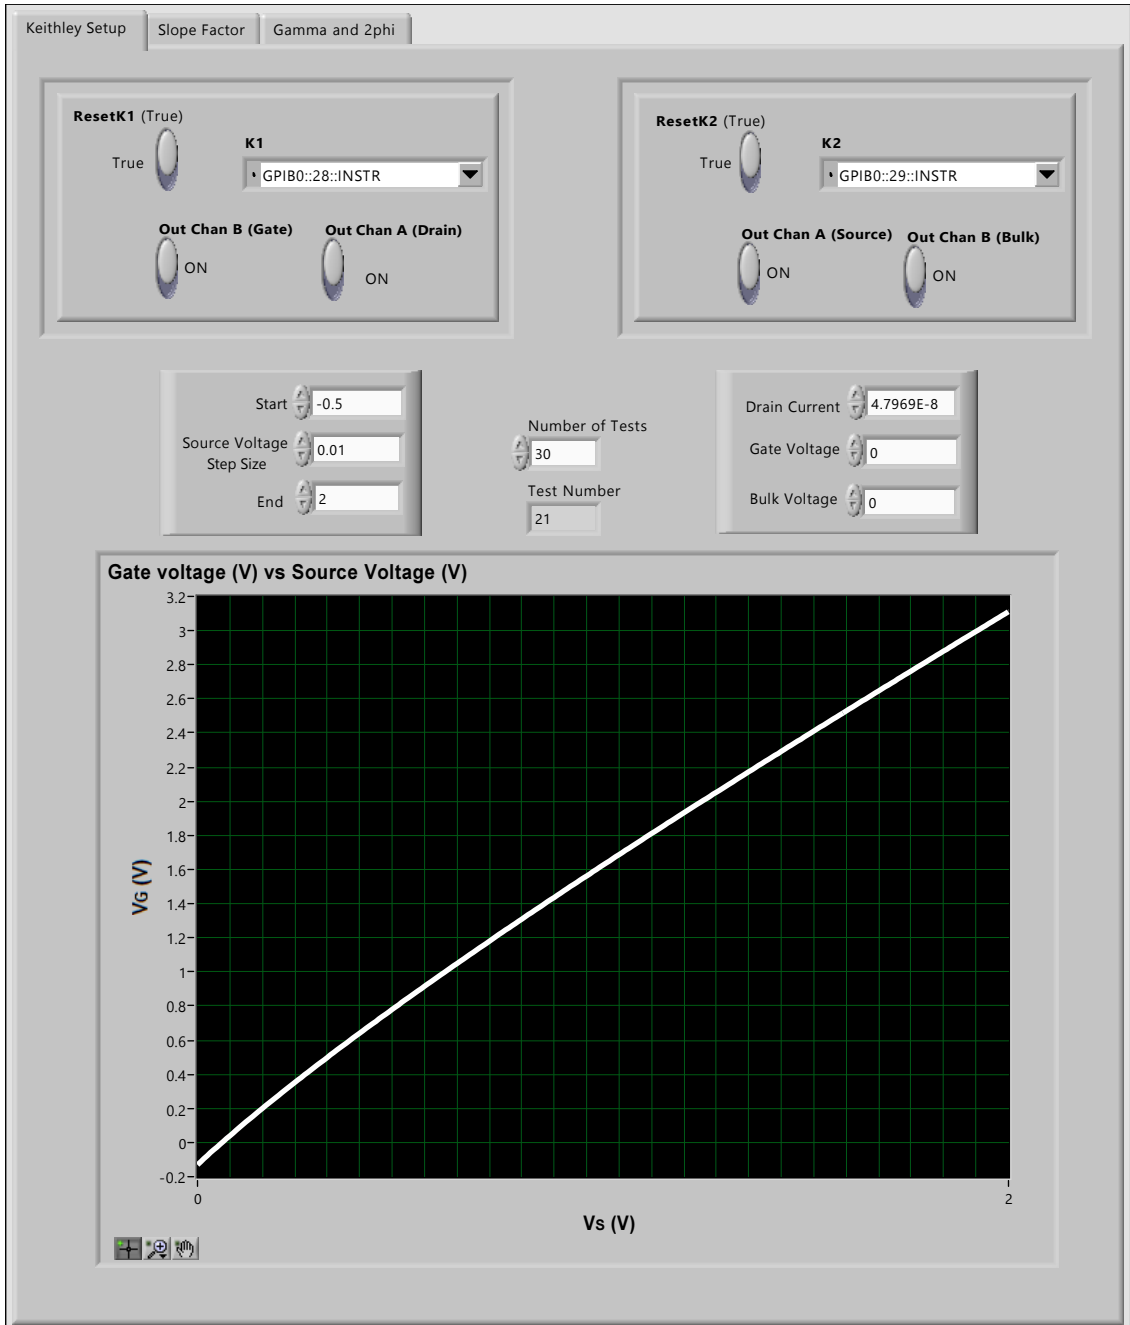 Keithley Setup
Slope Factor
Gamma and 2phi
ResetK1 (True)
True
K1
GPIB0::28::INSTR
Out Chan B (Gate)
ON
Out Chan A (Drain)
ON
ResetK2 (True)
True
K2
GPIB0::29::INSTR
Out Chan A (Source)
ON
Out Chan B (Bulk)
ON
Start
-0.5
Source Voltage
Step Size
0.01
End
2
Number of Tests
30
Test Number
21
Drain Current
4.7969E-8
Gate Voltage
0
Bulk Voltage
0
Gate voltage (V) vs Source Voltage (V)
3.2
3
2.8
2.6
2.4
2.2
2
1.8
1.6
1.4
1.2
1
0.8
0.6
0.4
0.2
0
-0.2
VG (V)
0
2
Vs (V)